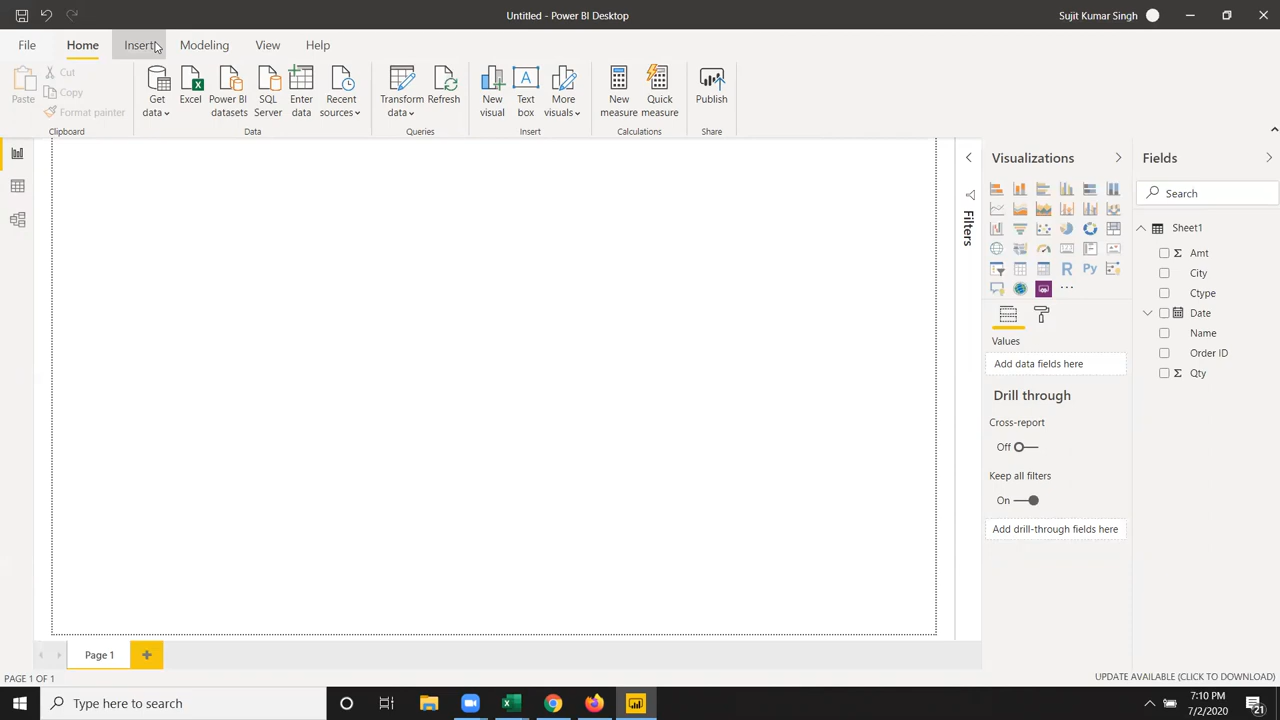 Untitled - Power BI Desktop
Sujit Kumar Singh
File Home Insert Modeling View Help
Paste
Cut
Copy
Format painter
Clipboard
Get data
Excel
Power BI datasets
SQL Server
Enter data
Recent sources
Data
Transform data
Refresh
Queries
New visual
Text box
More visuals
Insert
New measure
Quick measure
Calculations
Publish
Share
Filters
Visualizations
R
Py
Values
Add data fields here
Drill through
Cross-report
Off
Keep all filters
On
Add drill-through fields here
Fields
Search
Sheet1
Amt
City
Ctype
Date
Name
Order ID
Qty
Page 1
PAGE 1 OF 1
UPDATE AVAILABLE (CLICK TO DOWNLOAD)
Type here to search
7:10 PM
7/2/2020
21